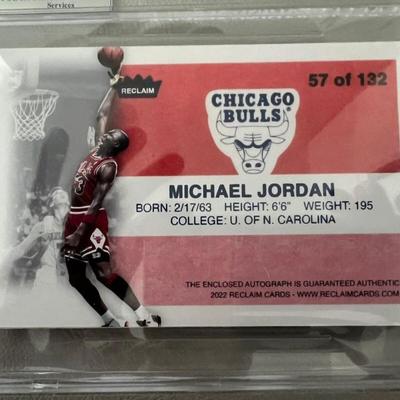 Services
RECLAIM
57 of 132
CHICAGO
BULLS
MICHAEL JORDAN
BORN: 2/17/63 HEIGHT: 6'6" WEIGHT: 195
COLLEGE: U. OF N. CAROLINA
THE ENCLOSED AUTOGRAPH IS GUARANTEED AUTHENTIC
2022 RECLAIM CARDS - WWW.RECLAIMCARDS.COM